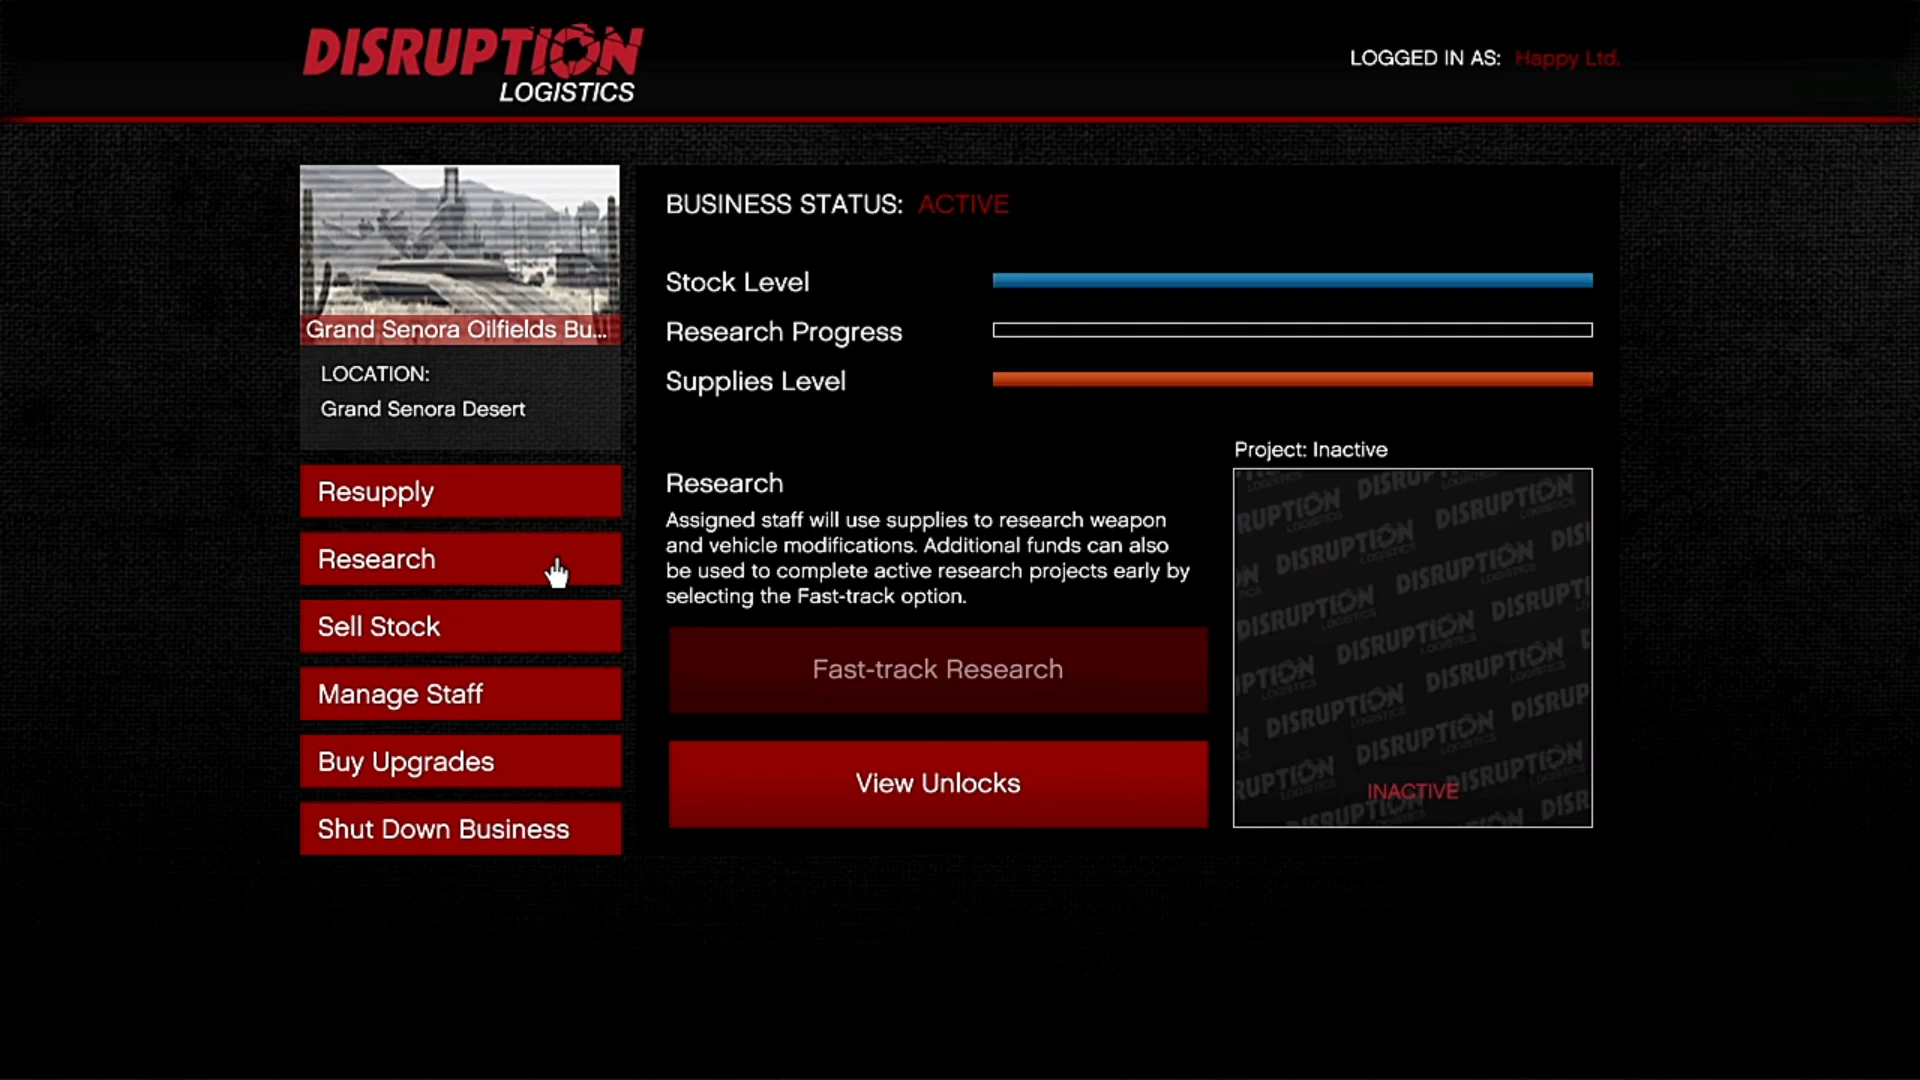 DISRUPTION
LOGISTICS
LOGGED IN AS: Happy Ltd.
Grand Senora Oilfields Bu...
LOCATION:
Grand Senora Desert
Resupply
Research
Sell Stock
Manage Staff
Buy Upgrades
Shut Down Business
BUSINESS STATUS: ACTIVE
Stock Level
Research Progress
Supplies Level
Research
Assigned staff will use supplies to research weapon
and vehicle modifications. Additional funds can also
be used to complete active research projects early by
selecting the Fast-track option.
Fast-track Research
View Unlocks
Project: Inactive
DISRUPTION LOGISTICS
INACTIVE